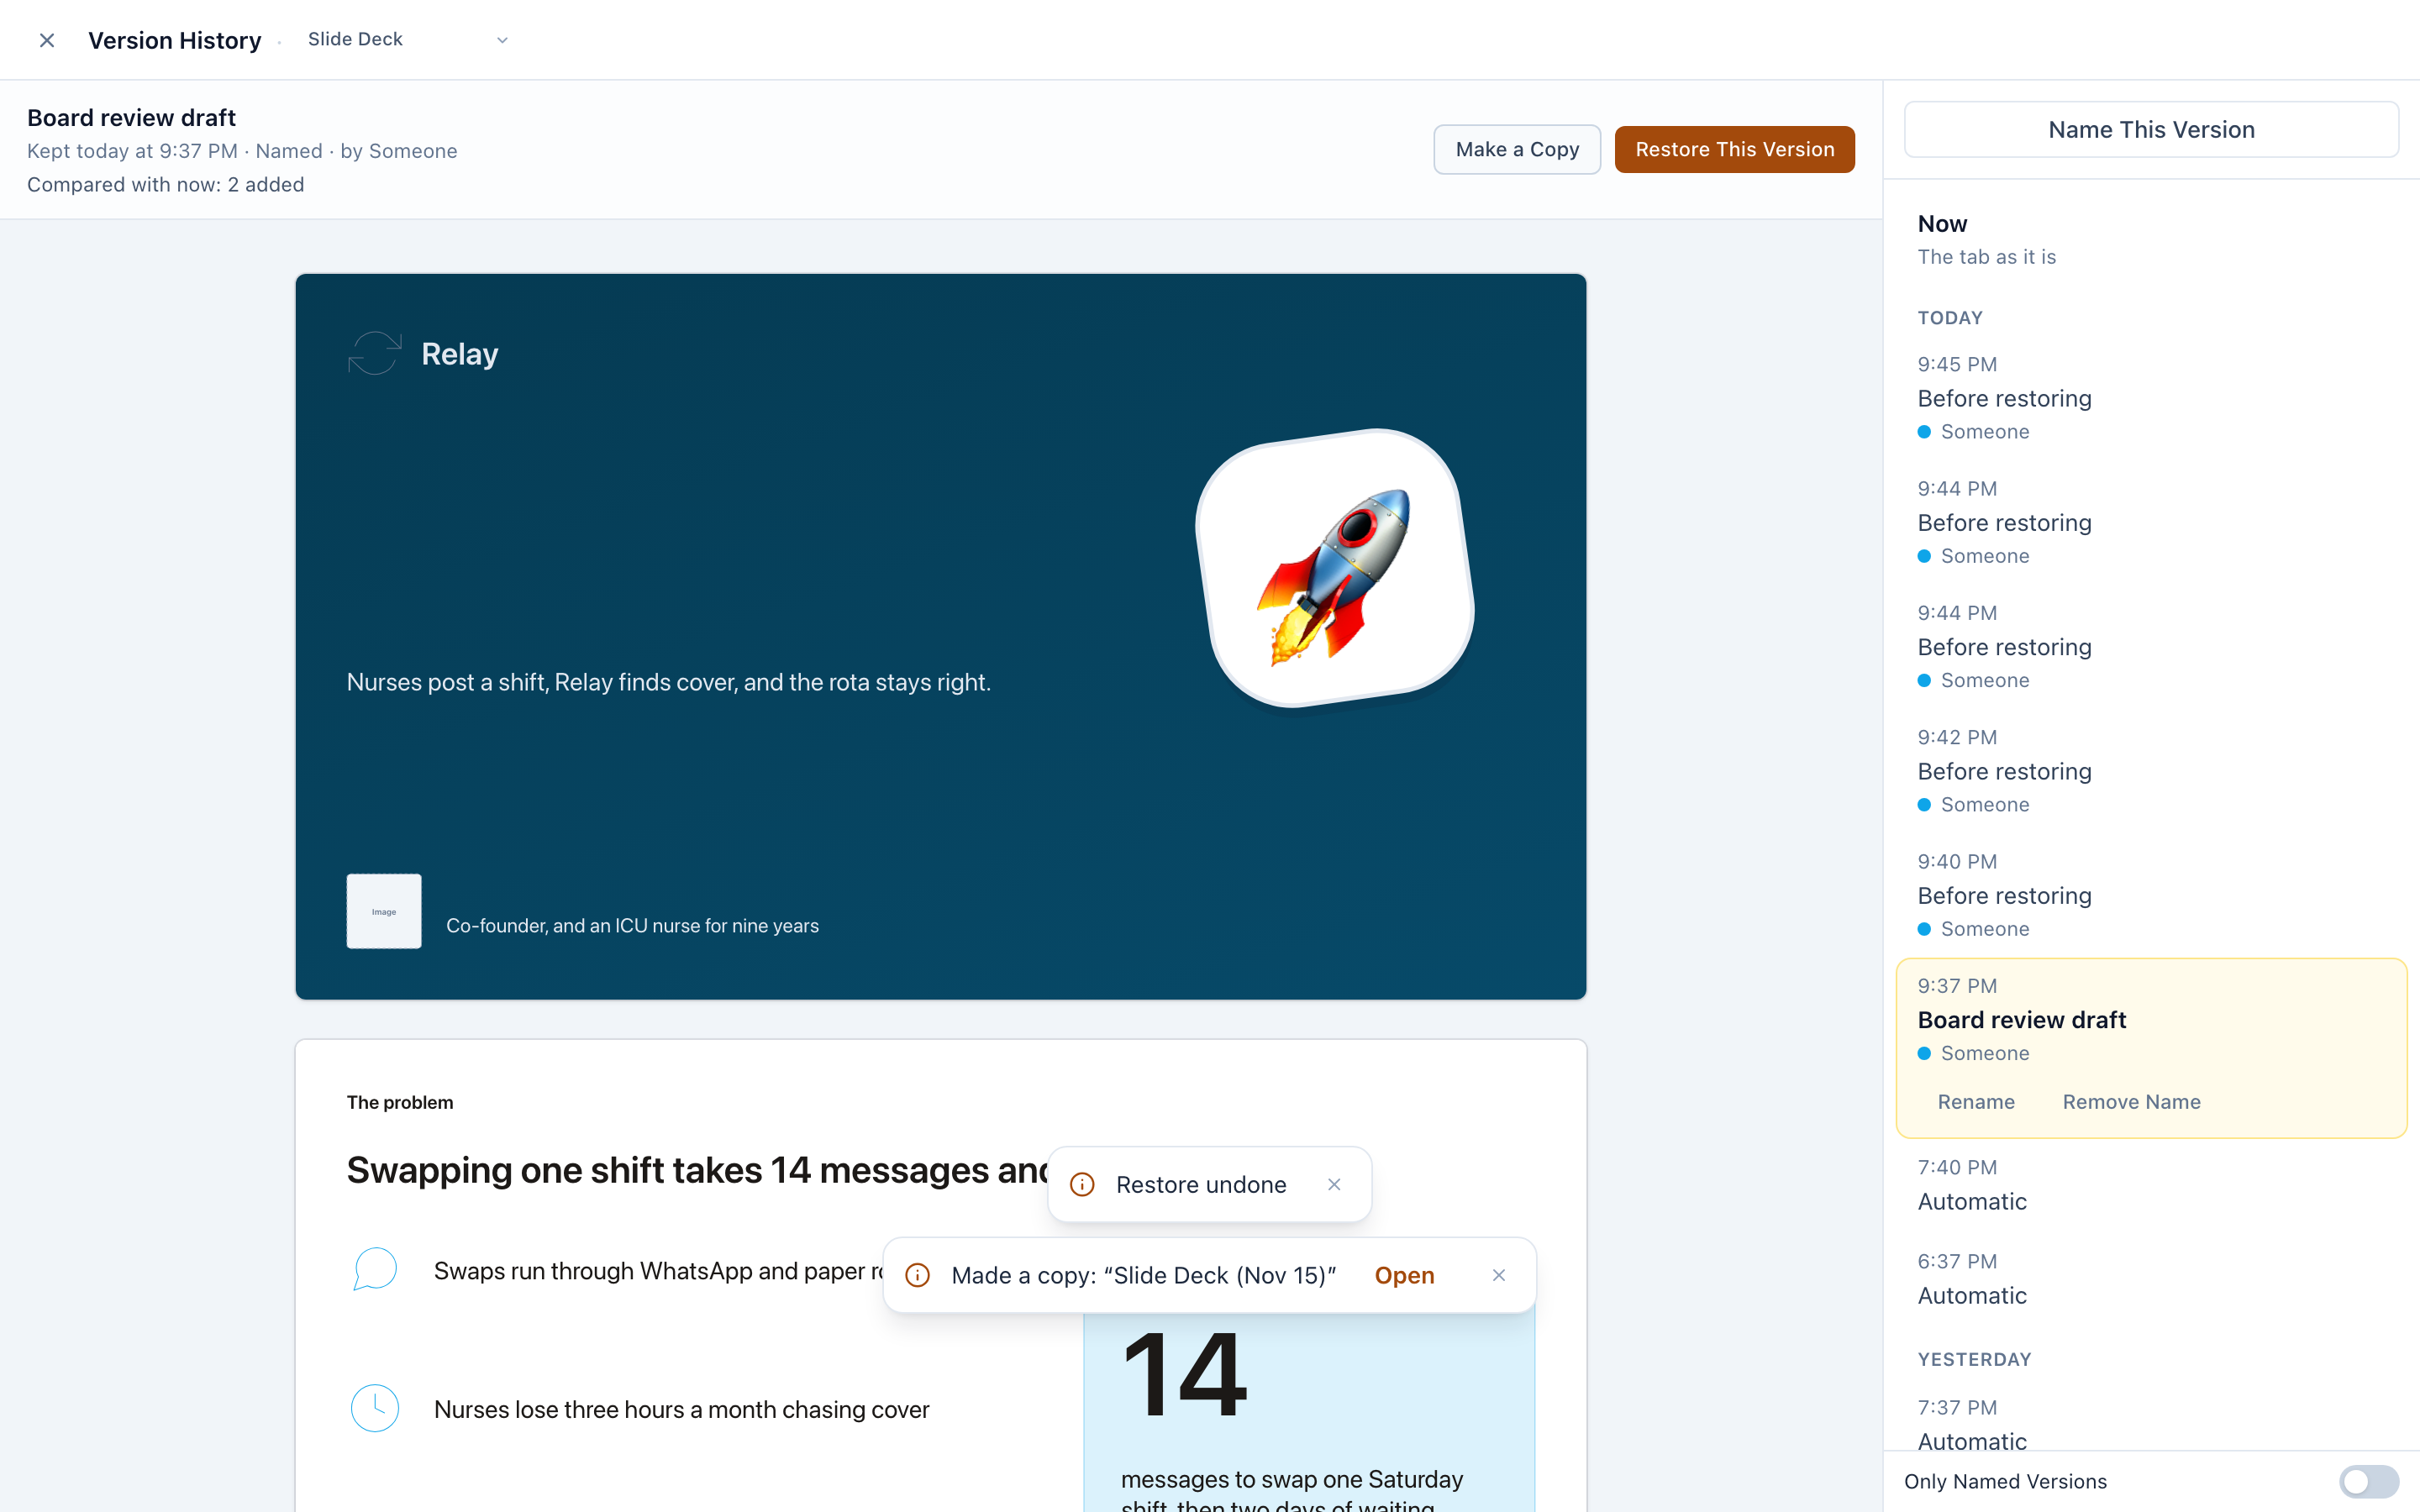 Version History · Slide Deck
Board review draft
Kept today at 9:37 PM · Named · by Someone
Compared with now: 2 added
Make a Copy
Restore This Version
Relay
Nurses post a shift, Relay finds cover, and the rota stays right.
Image
Co-founder, and an ICU nurse for nine years
The problem
Swapping one shift takes 14 messages and
Swaps run through WhatsApp and paper
Nurses lose three hours a month chasing cover
14
messages to swap one Saturday
shift, then two days of waiting
Restore undone
Made a copy: “Slide Deck (Nov 15)” Open
Name This Version
Now
The tab as it is
TODAY
9:45 PM
Before restoring
Someone
9:44 PM
Before restoring
Someone
9:44 PM
Before restoring
Someone
9:42 PM
Before restoring
Someone
9:40 PM
Before restoring
Someone
9:37 PM
Board review draft
Someone
Rename Remove Name
7:40 PM
Automatic
6:37 PM
Automatic
YESTERDAY
7:37 PM
Automatic
Only Named Versions